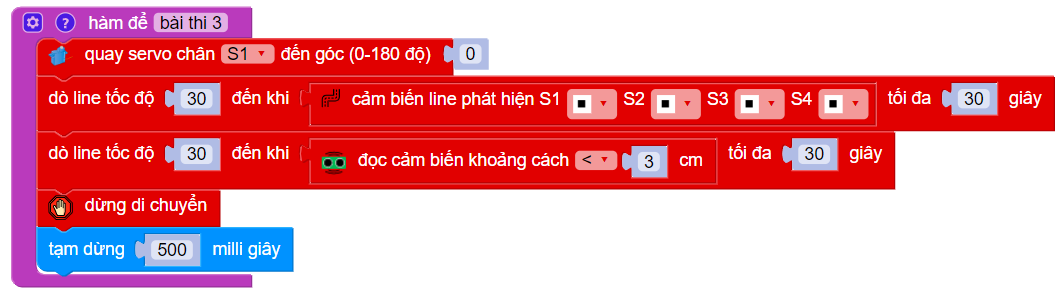 ? hàm để bài thi 3
quay servo chân S1 ▾ đến góc (0-180 độ) 0
dò line tốc độ 30 đến khi cảm biến line phát hiện S1 ▾ S2 ▾ S3 ▾ S4 ▾ tối đa 30 giây
dò line tốc độ 30 đến khi đọc cảm biến khoảng cách < ▾ 3 cm tối đa 30 giây
dừng di chuyển
tạm dừng 500 milli giây